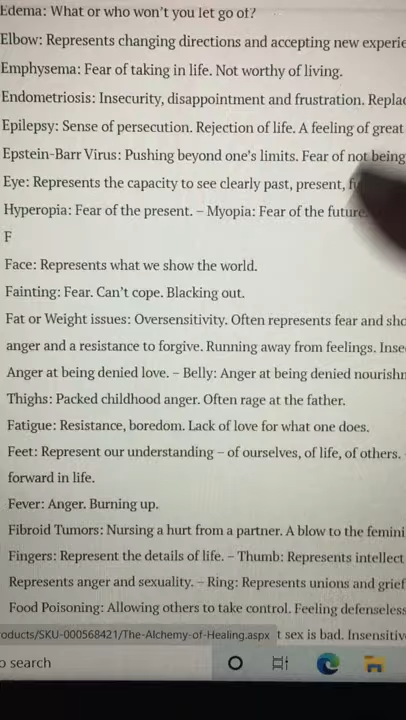 Edema: What or who won't you let go of?
Elbow: Represents changing directions and accepting new experie
Emphysema: Fear of taking in life. Not worthy of living.
Endometriosis: Insecurity, disappointment and frustration. Replac
Epilepsy: Sense of persecution. Rejection of life. A feeling of great
Epstein-Barr Virus: Pushing beyond one's limits. Fear of not being
Eye: Represents the capacity to see clearly past, present,
Hyperopia: Fear of the present. – Myopia: Fear of the future.
F
Face: Represents what we show the world.
Fainting: Fear. Can't cope. Blacking out.
Fat or Weight issues: Oversensitivity. Often represents fear and sho
anger and a resistance to forgive. Running away from feelings. Inse
Anger at being denied love. – Belly: Anger at being denied nourishm
Thighs: Packed childhood anger. Often rage at the father.
Fatigue: Resistance, boredom. Lack of love for what one does.
Feet: Represent our understanding – of ourselves, of life, of others.
forward in life.
Fever: Anger. Burning up.
Fibroid Tumors: Nursing a hurt from a partner. A blow to the femini
Fingers: Represent the details of life. – Thumb: Represents intellect
Represents anger and sexuality. – Ring: Represents unions and grief
Food Poisoning: Allowing others to take control. Feeling defenseless
oducts/SKU-000568421/The-Alchemy-of-Healing.aspx t sex is bad. Insensitiv
o search